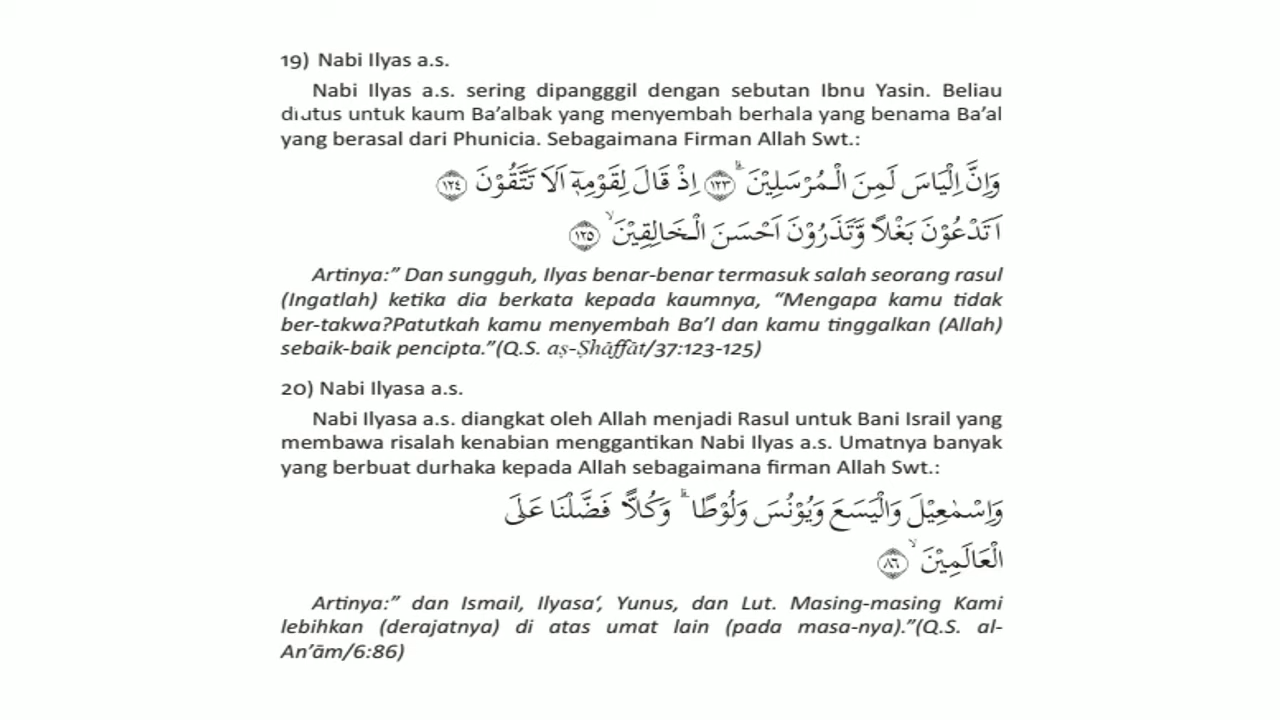 19) Nabi Ilyas a.s.
Nabi Ilyas a.s. sering dipangggil dengan sebutan Ibnu Yasin. Beliau
diutus untuk kaum Ba’albak yang menyembah berhala yang benama Ba’al
yang berasal dari Phunicia. Sebagaimana Firman Allah Swt.:
وَاِنَّ اِلْيَاسَ لَمِنَ الْمُرْسَلِيْنَۗ ﴿١٢٣﴾ اِذْ قَالَ لِقَوْمِهٖٓ اَلَا تَتَّقُوْنَ ﴿١٢٤﴾
اَتَدْعُوْنَ بَغْلًا وَّتَذَرُوْنَ اَحْسَنَ الْخَالِقِيْنَۙ ﴿١٢٥﴾
Artinya:” Dan sungguh, Ilyas benar-benar termasuk salah seorang rasul
(Ingatlah) ketika dia berkata kepada kaumnya, “Mengapa kamu tidak
ber-takwa?Patutkah kamu menyembah Ba’l dan kamu tinggalkan (Allah)
sebaik-baik pencipta.”(Q.S. aṣ-Ṣhāffāt/37:123-125)
20) Nabi Ilyasa a.s.
Nabi Ilyasa a.s. diangkat oleh Allah menjadi Rasul untuk Bani Israil yang
membawa risalah kenabian menggantikan Nabi Ilyas a.s. Umatnya banyak
yang berbuat durhaka kepada Allah sebagaimana firman Allah Swt.:
وَاِسْمٰعِيْلَ وَالْيَسَعَ وَيُوْنُسَ وَلُوْطًاۗ وَكُلًّا فَضَّلْنَا عَلَى
الْعَالَمِيْنَۙ ﴿٨٦﴾
Artinya:” dan Ismail, Ilyasa‘, Yunus, dan Lut. Masing-masing Kami
lebihkan (derajatnya) di atas umat lain (pada masa-nya).”(Q.S. al-
An’ām/6:86)